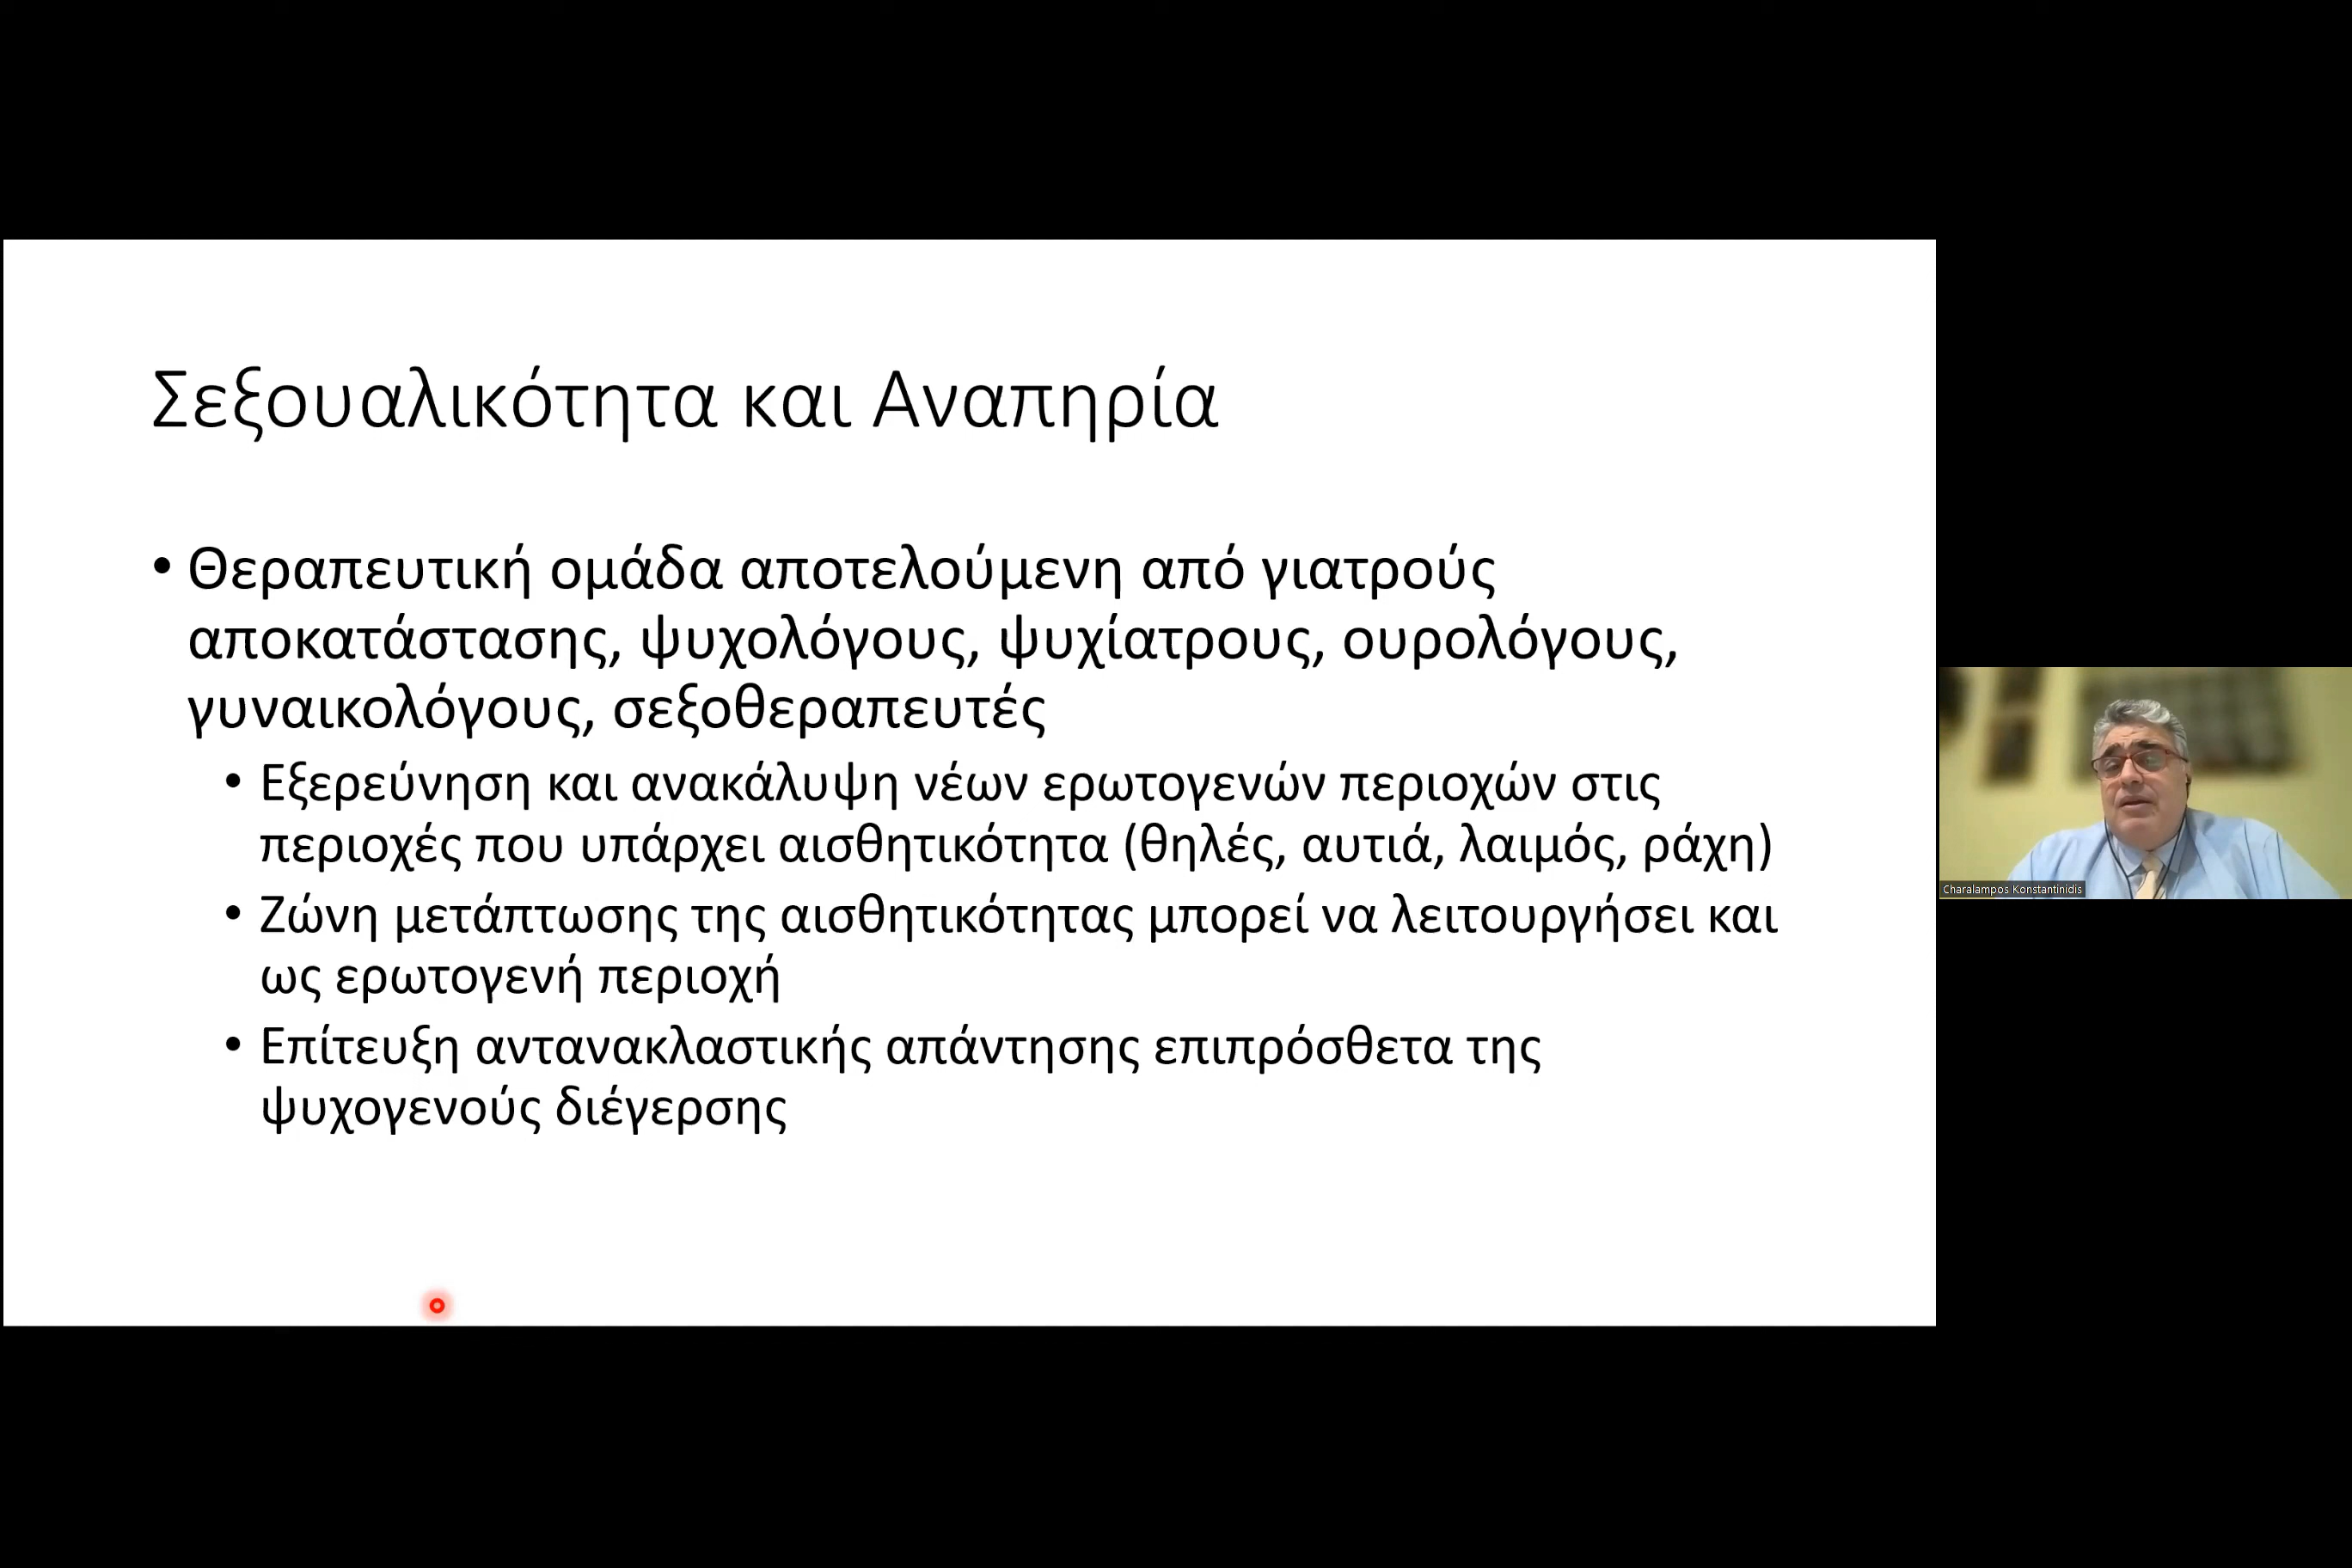 Σεξουαλικότητα και Αναπηρία
• Θεραπευτική ομάδα αποτελούμενη από γιατρούς
αποκατάστασης, ψυχολόγους, ψυχίατρους, ουρολόγους,
γυναικολόγους, σεξοθεραπευτές
• Εξερεύνηση και ανακάλυψη νέων ερωτογενών περιοχών στις
περιοχές που υπάρχει αισθητικότητα (θηλές, αυτιά, λαιμός, ράχη)
• Ζώνη μετάπτωσης της αισθητικότητας μπορεί να λειτουργήσει και
ως ερωτογενή περιοχή
• Επίτευξη αντανακλαστικής απάντησης επιπρόσθετα της
ψυχογενούς διέγερσης
Charalampos Konstantinidis